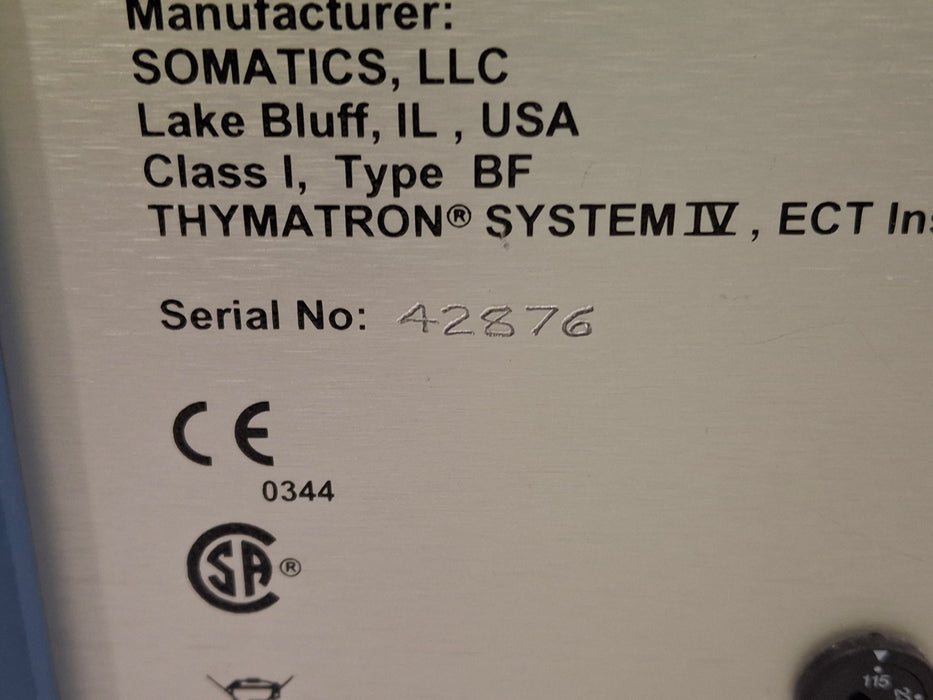 Manufacturer:
SOMATICS, LLC
Lake Bluff, IL , USA
Class I, Type BF
THYMATRON® SYSTEM IV , ECT
Serial No: 42876
CE
0344
CSA ®
115